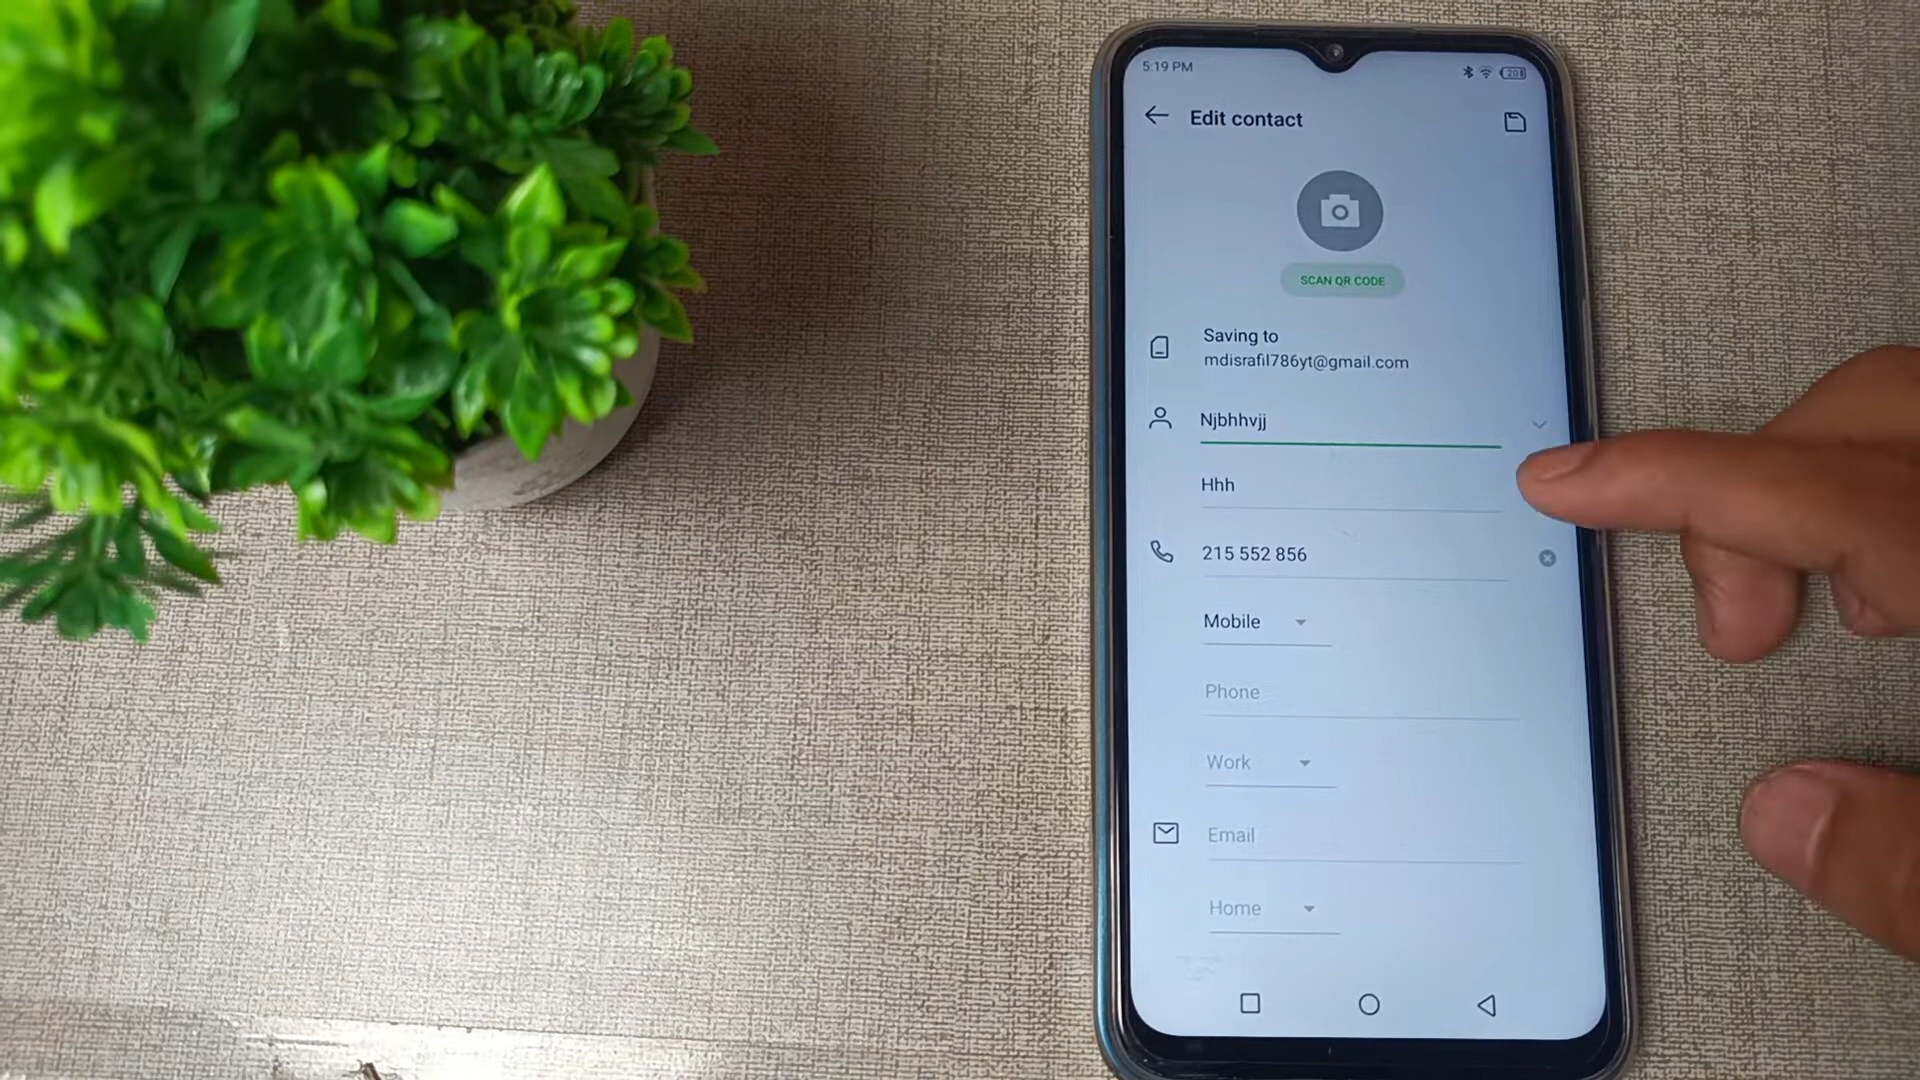 5:19 PM
20
Edit contact
SCAN QR CODE
Saving to
mdisrafil786yt@gmail.com
Njbhhvjj
Hhh
215 552 856
Mobile
Phone
Work
Email
Home